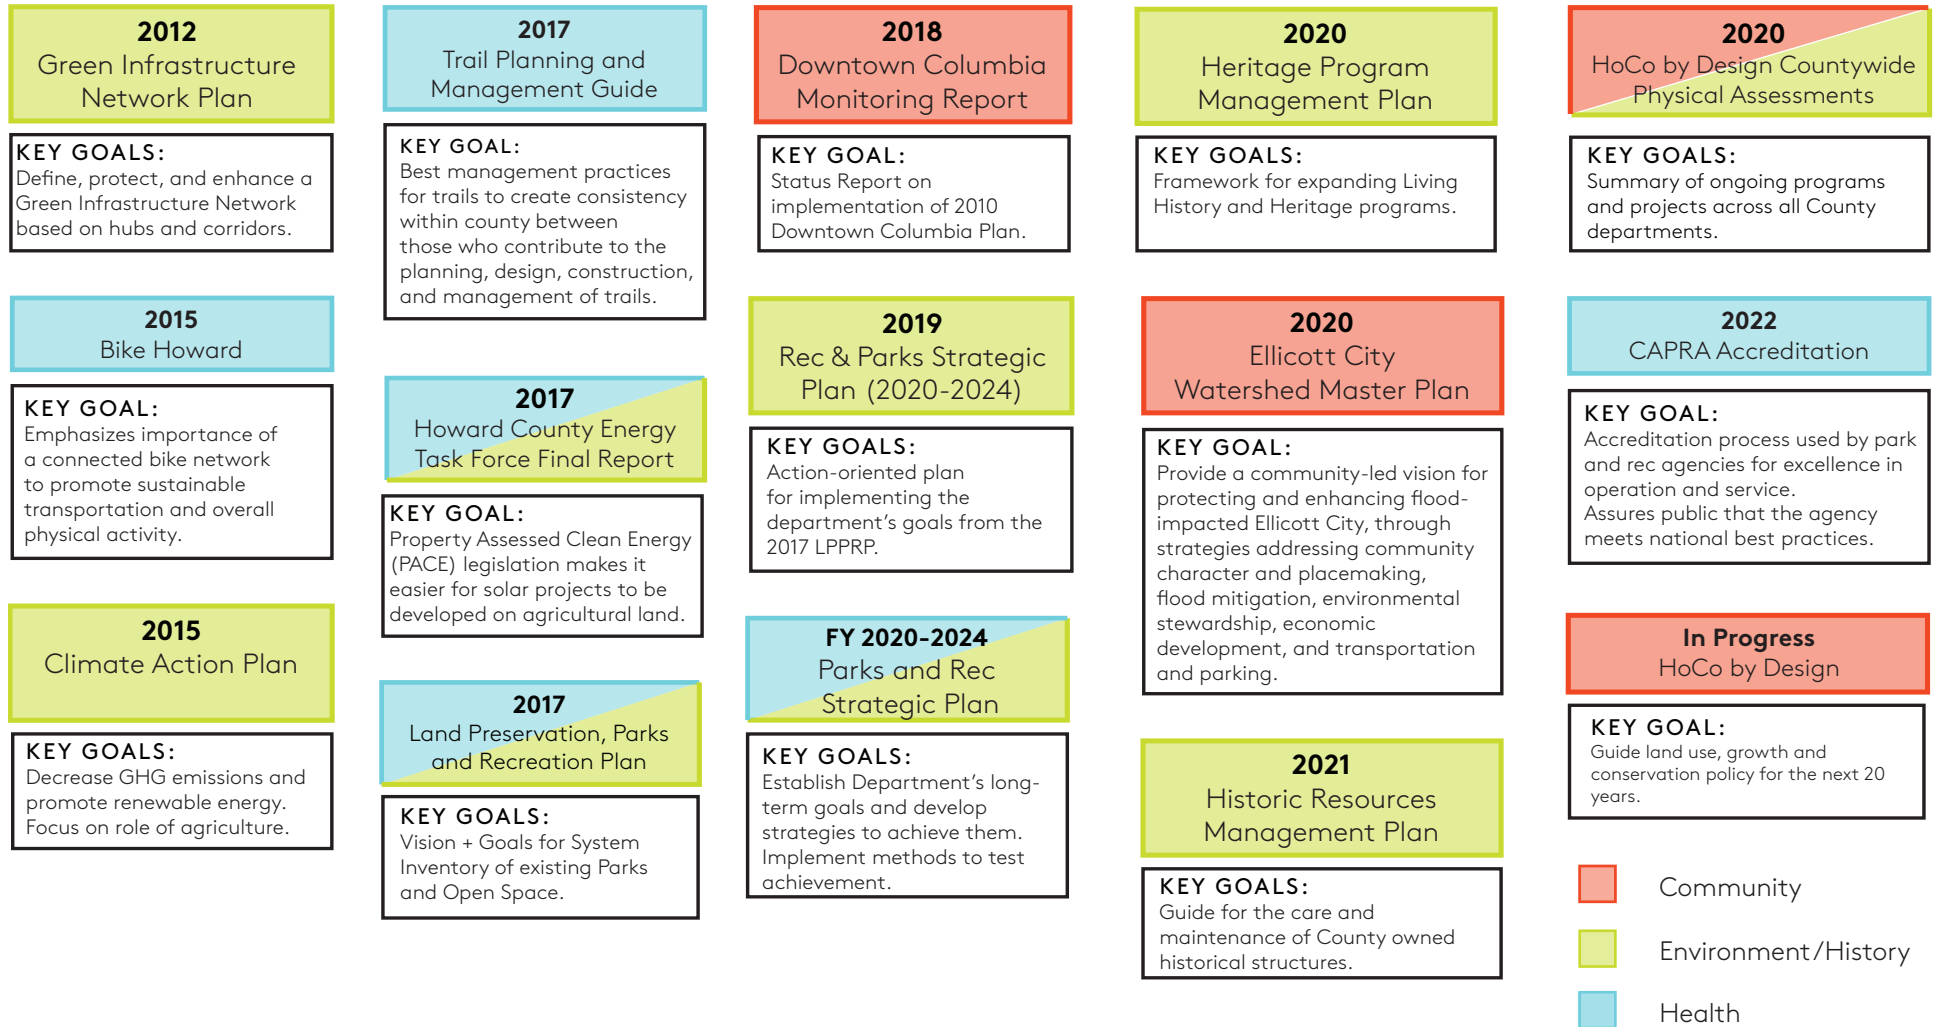 2012
Green Infrastructure
Network Plan
KEY GOALS:
Define, protect, and enhance a
Green Infrastructure Network
based on hubs and corridors.
2015
Bike Howard
KEY GOAL:
Emphasizes importance of
a connected bike network
to promote sustainable
transportation and overall
physical activity.
2015
Climate Action Plan
KEY GOALS:
Decrease GHG emissions and
promote renewable energy.
Focus on role of agriculture.
2017
Trail Planning and
Management Guide
KEY GOAL:
Best management practices
for trails to create consistency
within county between
those who contribute to the
planning, design, construction,
and management of trails.
2017
Howard County Energy
Task Force Final Report
KEY GOAL:
Property Assessed Clean Energy
(PACE) legislation makes it
easier for solar projects to be
developed on agricultural land.
2017
Land Preservation, Parks
and Recreation Plan
KEY GOALS:
Vision + Goals for System
Inventory of existing Parks
and Open Space.
2018
Downtown Columbia
Monitoring Report
KEY GOAL:
Status Report on
implementation of 2010
Downtown Columbia Plan.
2019
Rec & Parks Strategic
Plan (2020-2024)
KEY GOALS:
Action-oriented plan
for implementing the
department's goals from the
2017 LPPRP.
FY 2020-2024
Parks and Rec
Strategic Plan
KEY GOALS:
Establish Department's long-
term goals and develop
strategies to achieve them.
Implement methods to test
achievement.
2020
Heritage Program
Management Plan
KEY GOALS:
Framework for expanding Living
History and Heritage programs.
2020
Ellicott City
Watershed Master Plan
KEY GOAL:
Provide a community-led vision for
protecting and enhancing flood-
impacted Ellicott City, through
strategies addressing community
character and placemaking,
flood mitigation, environmental
stewardship, economic
development, and transportation
and parking.
2021
Historic Resources
Management Plan
KEY GOALS:
Guide for the care and
maintenance of County owned
historical structures.
2020
HoCo by Design Countywide
Physical Assessments
KEY GOALS:
Summary of ongoing programs
and projects across all County
departments.
2022
CAPRA Accreditation
KEY GOAL:
Accreditation process used by park
and rec agencies for excellence in
operation and service.
Assures public that the agency
meets national best practices.
In Progress
HoCo by Design
KEY GOAL:
Guide land use, growth and
conservation policy for the next 20
years.
Community
Environment/History
Health